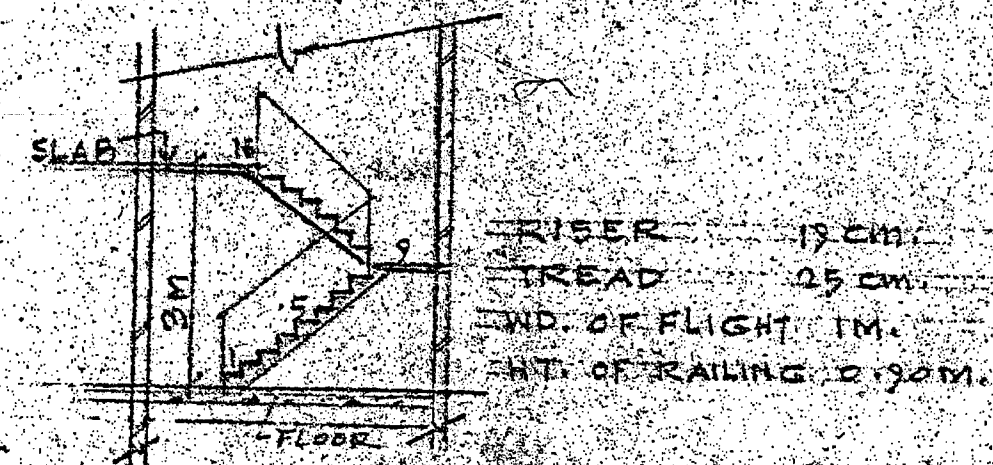 SLAB
16
9
5
1
3 M
FLOOR
RISER 19 cm.
TREAD 25 cm.
WD. OF FLIGHT 1M.
HT. OF RAILING 0.90M.